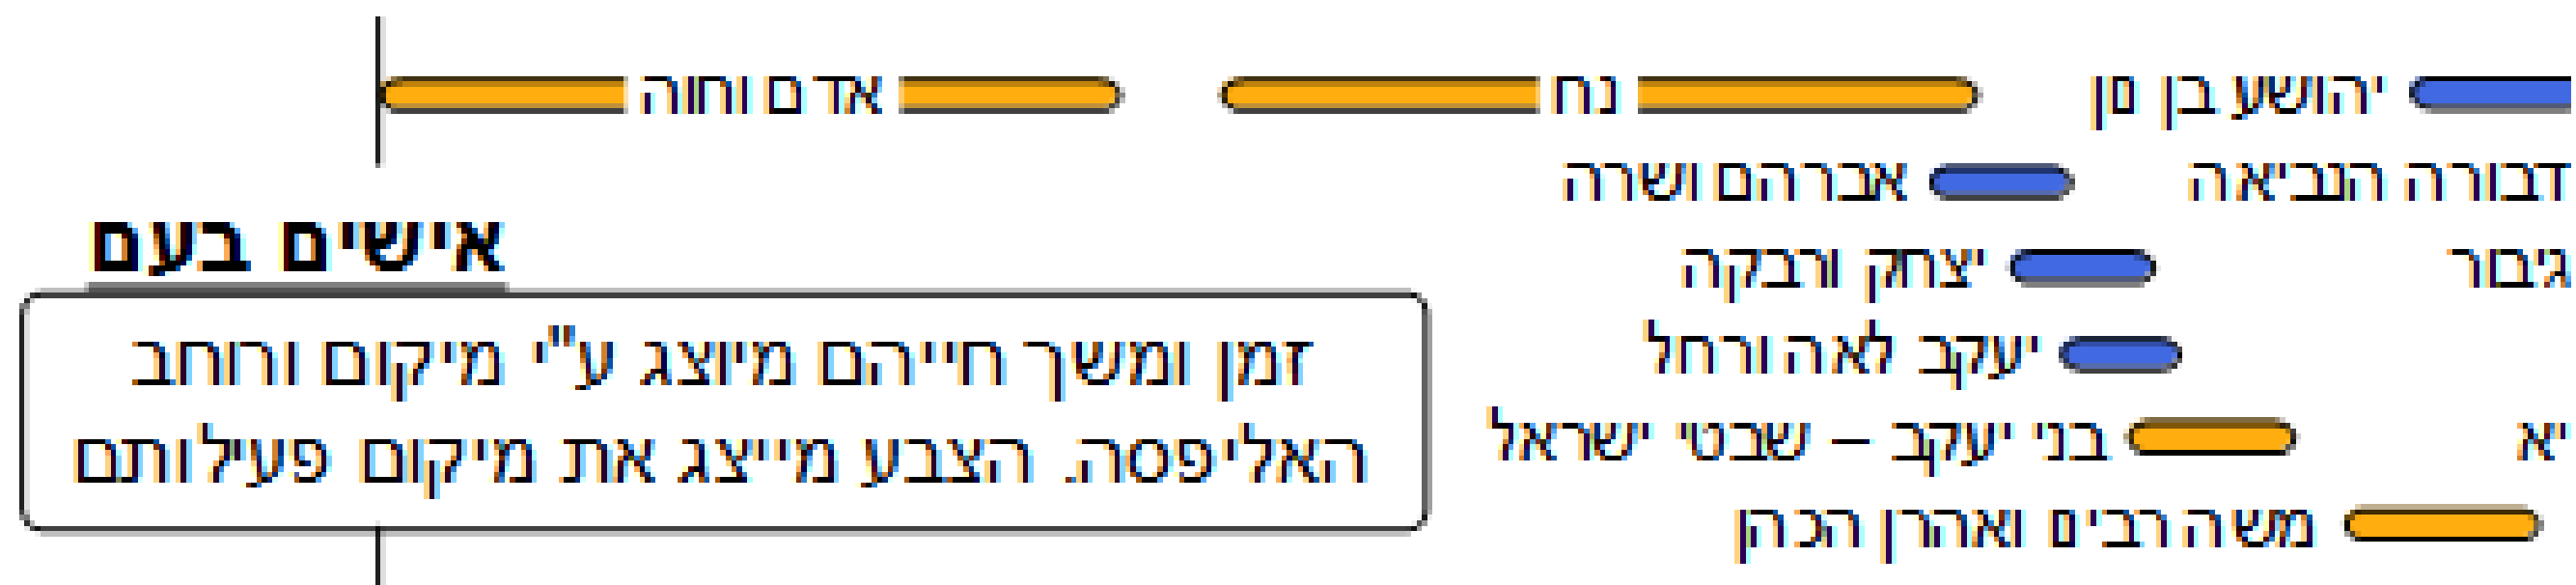 אדם וחוה
נח
יהושע בן נון
אברהם ושרה
דבורה הנביאה
יצחק ורבקה
גיבור
יעקב לאה ורחל
בני יעקב – שבטי ישראל
יא
משה רבינו ואהרן הכהן
אישים בעם
זמן ומשך חייהם מיוצג ע"י מיקום ורוחב
האליפסה. הצבע מייצג את מיקום פעילותם